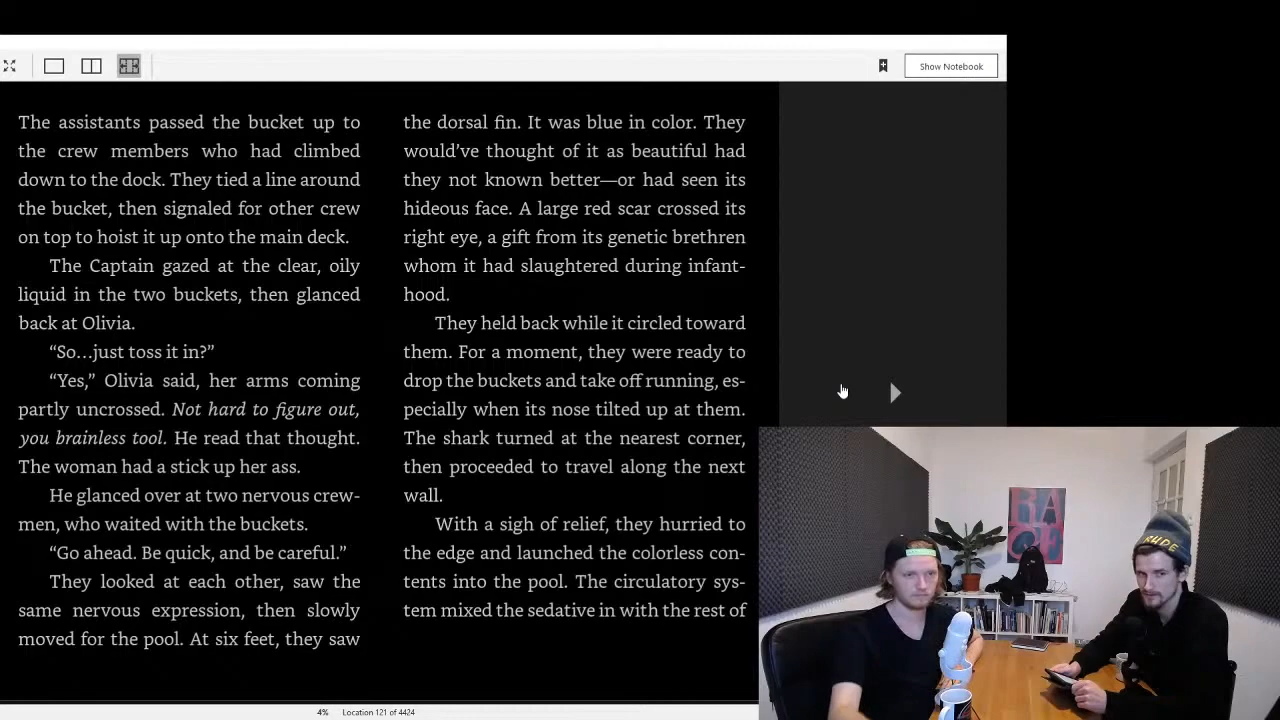 Show Notebook
The assistants passed the bucket up to
the crew members who had climbed
down to the dock. They tied a line around
the bucket, then signaled for other crew
on top to hoist it up onto the main deck.
The Captain gazed at the clear, oily
liquid in the two buckets, then glanced
back at Olivia.
“So…just toss it in?”
“Yes,” Olivia said, her arms coming
partly uncrossed. Not hard to figure out,
you brainless tool. He read that thought.
The woman had a stick up her ass.
He glanced over at two nervous crew-
men, who waited with the buckets.
“Go ahead. Be quick, and be careful.”
They looked at each other, saw the
same nervous expression, then slowly
moved for the pool. At six feet, they saw
the dorsal fin. It was blue in color. They
would’ve thought of it as beautiful had
they not known better—or had seen its
hideous face. A large red scar crossed its
right eye, a gift from its genetic brethren
whom it had slaughtered during infant-
hood.
They held back while it circled toward
them. For a moment, they were ready to
drop the buckets and take off running, es-
pecially when its nose tilted up at them.
The shark turned at the nearest corner,
then proceeded to travel along the next
wall.
With a sigh of relief, they hurried to
the edge and launched the colorless con-
tents into the pool. The circulatory sys-
tem mixed the sedative in with the rest of
4% Location 121 of 4424
RA
GE
RVDE